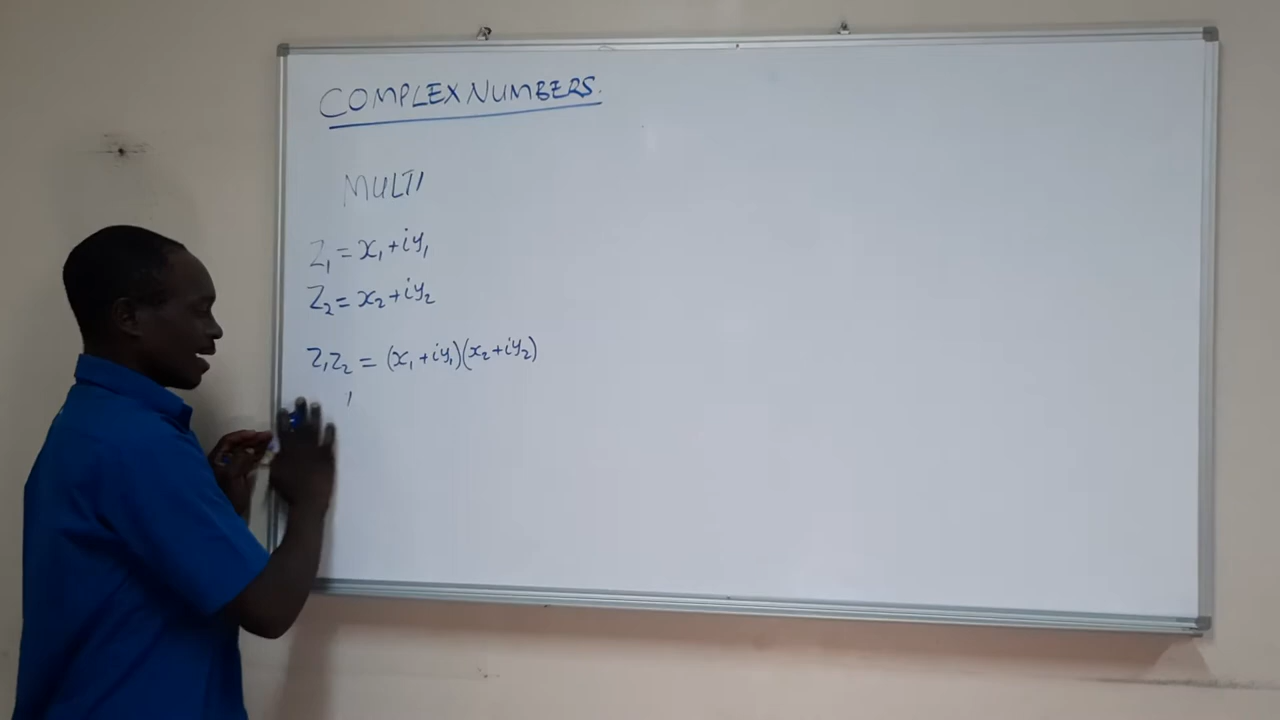 COMPLEX NUMBERS.
MULTI
Z₁ = x₁ + iy₁
Z₂ = x₂ + iy₂
Z₁Z₂ = (x₁ + iy₁)(x₂ + iy₂)